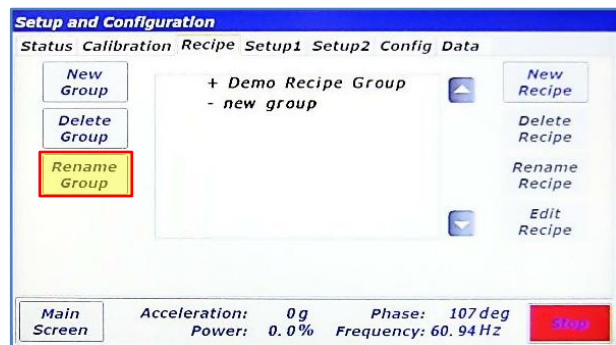 Setup and Configuration
Status Calibration Recipe Setup1 Setup2 Config Data
New
Group
+ Demo Recipe Group
- new group
New
Recipe
Delete
Group
Delete
Recipe
Rename
Group
Rename
Recipe
Edit
Recipe
Main
Screen
Acceleration: 0 g Phase: 107 deg
Power: 0.0% Frequency: 60.94 Hz
Stop